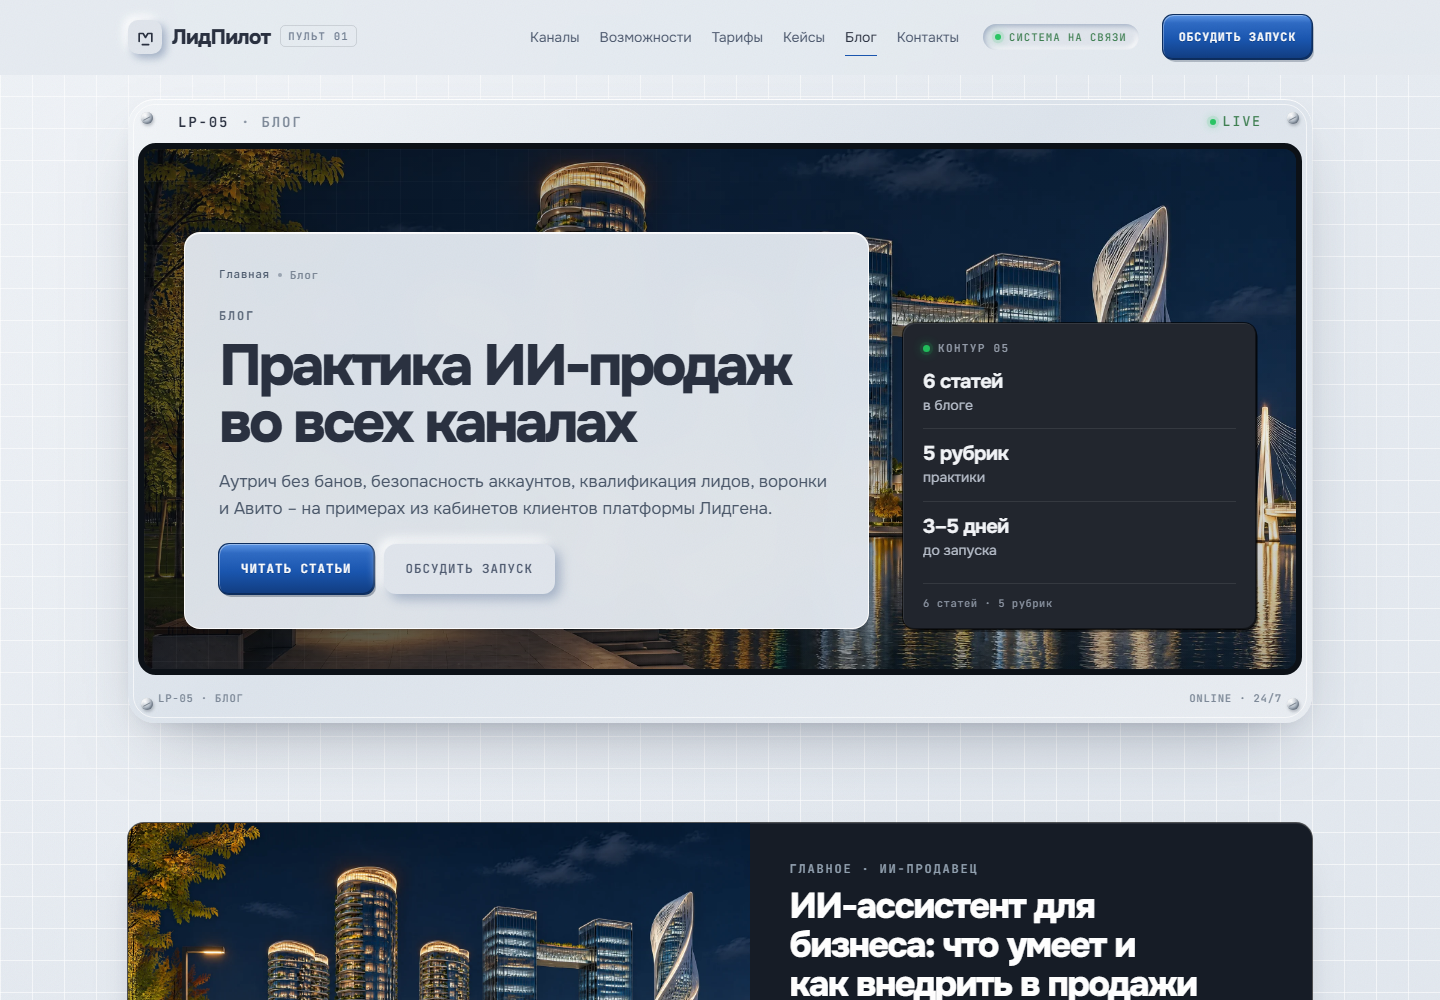 ЛидПилот
ПУЛЬТ 01
Каналы
Возможности
Тарифы
Кейсы
Блог
Контакты
СИСТЕМА НА СВЯЗИ
ОБСУДИТЬ ЗАПУСК
LP-05 · БЛОГ
LIVE
Главная
Блог
БЛОГ
Практика ИИ-продаж
во всех каналах
Аутрич без банов, безопасность аккаунтов, квалификация лидов, воронки
и Авито – на примерах из кабинетов клиентов платформы Лидгена.
ЧИТАТЬ СТАТЬИ
ОБСУДИТЬ ЗАПУСК
КОНТУР 05
6 статей
в блоге
5 рубрик
практики
3–5 дней
до запуска
6 статей · 5 рубрик
LP-05 · БЛОГ
ONLINE · 24/7
ГЛАВНОЕ · ИИ-ПРОДАВЕЦ
ИИ-ассистент для
бизнеса: что умеет и
как внедрить в продажи